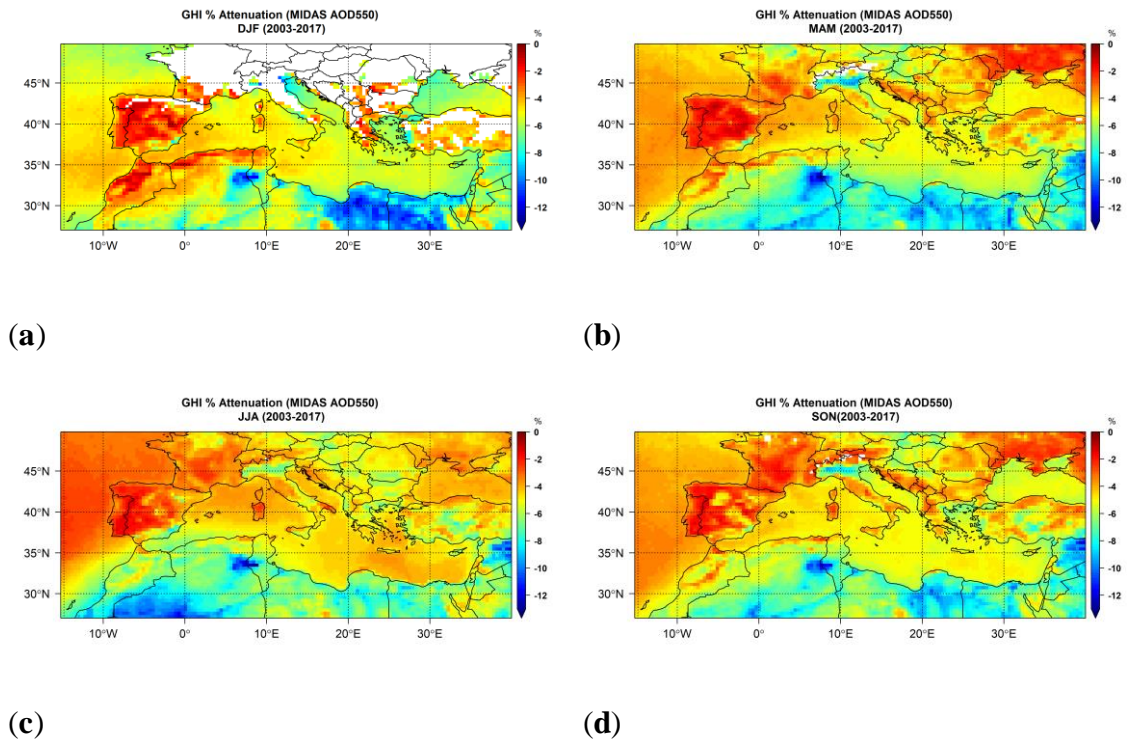 GHI % Attenuation (MIDAS AOD550)
DJF (2003-2017)
%
45°N
40°N
35°N
30°N
10°W
0°
10°E
20°E
30°E
0
-2
-4
-6
-8
-10
-12
(a)
GHI % Attenuation (MIDAS AOD550)
MAM (2003-2017)
%
45°N
40°N
35°N
30°N
10°W
0°
10°E
20°E
30°E
0
-2
-4
-6
-8
-10
-12
(b)
GHI % Attenuation (MIDAS AOD550)
JJA (2003-2017)
%
45°N
40°N
35°N
30°N
10°W
0°
10°E
20°E
30°E
0
-2
-4
-6
-8
-10
-12
(c)
GHI % Attenuation (MIDAS AOD550)
SON(2003-2017)
%
45°N
40°N
35°N
30°N
10°W
0°
10°E
20°E
30°E
0
-2
-4
-6
-8
-10
-12
(d)